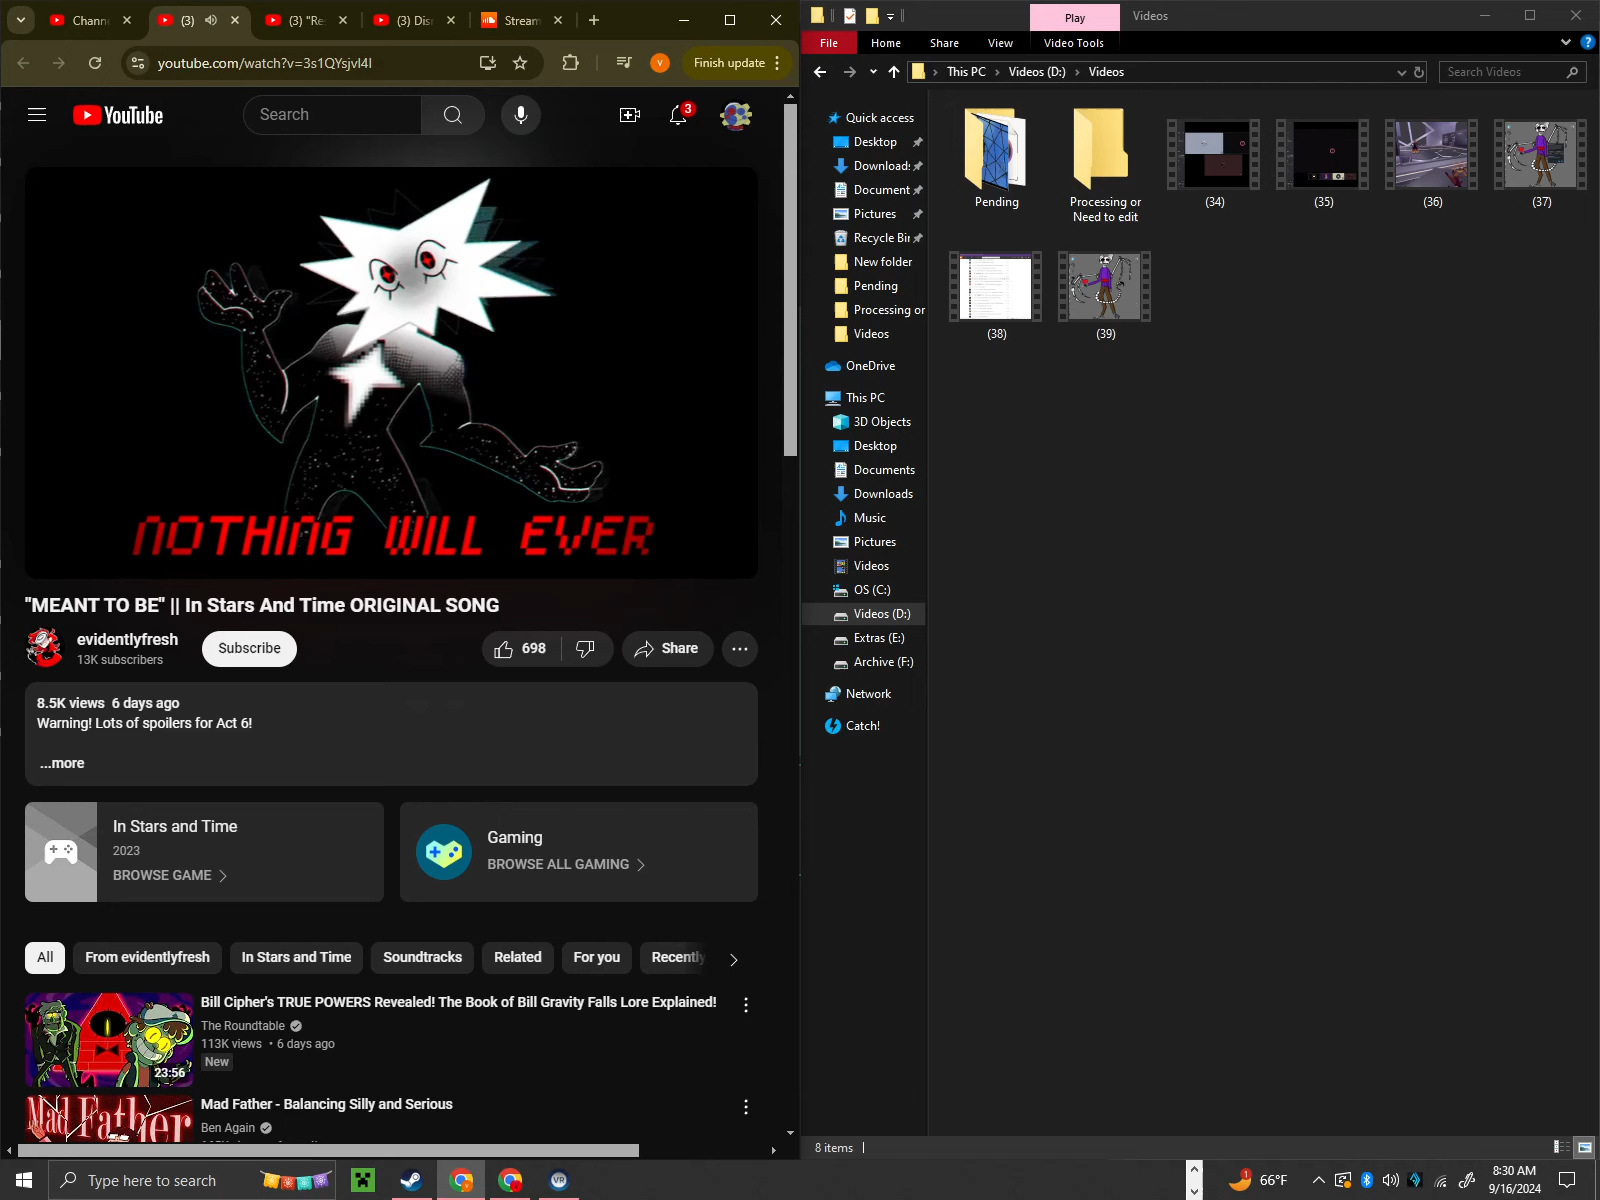 Chann
(3)
(3) "Re
(3) Dis
Stream
youtube.com/watch?v=3s1QYsjvl4I
V
Finish update
YouTube
Search
3
NOTHING WILL EVER
"MEANT TO BE" || In Stars And Time ORIGINAL SONG
evidentlyfresh
13K subscribers
Subscribe
698
Share
8.5K views 6 days ago
Warning! Lots of spoilers for Act 6!
...more
In Stars and Time
2023
BROWSE GAME
Gaming
BROWSE ALL GAMING
All
From evidentlyfresh
In Stars and Time
Soundtracks
Related
For you
Recently
Bill Cipher's TRUE POWERS Revealed! The Book of Bill Gravity Falls Lore Explained!
The Roundtable
113K views • 6 days ago
New
23:56
Mad Father
Mad Father - Balancing Silly and Serious
Ben Again
Play
Videos
File
Home
Share
View
Video Tools
This PC
Videos (D:)
Videos
Search Videos
Quick access
Desktop
Download:
Document
Pictures
Recycle Bir
New folder
Pending
Processing or
Videos
OneDrive
This PC
3D Objects
Desktop
Documents
Downloads
Music
Pictures
Videos
OS (C:)
Videos (D:)
Extras (E:)
Archive (F:)
Network
Catch!
Pending
Processing or
Need to edit
(34)
(35)
(36)
(37)
(38)
(39)
8 items
Type here to search
VR
1
66°F
8:30 AM
9/16/2024